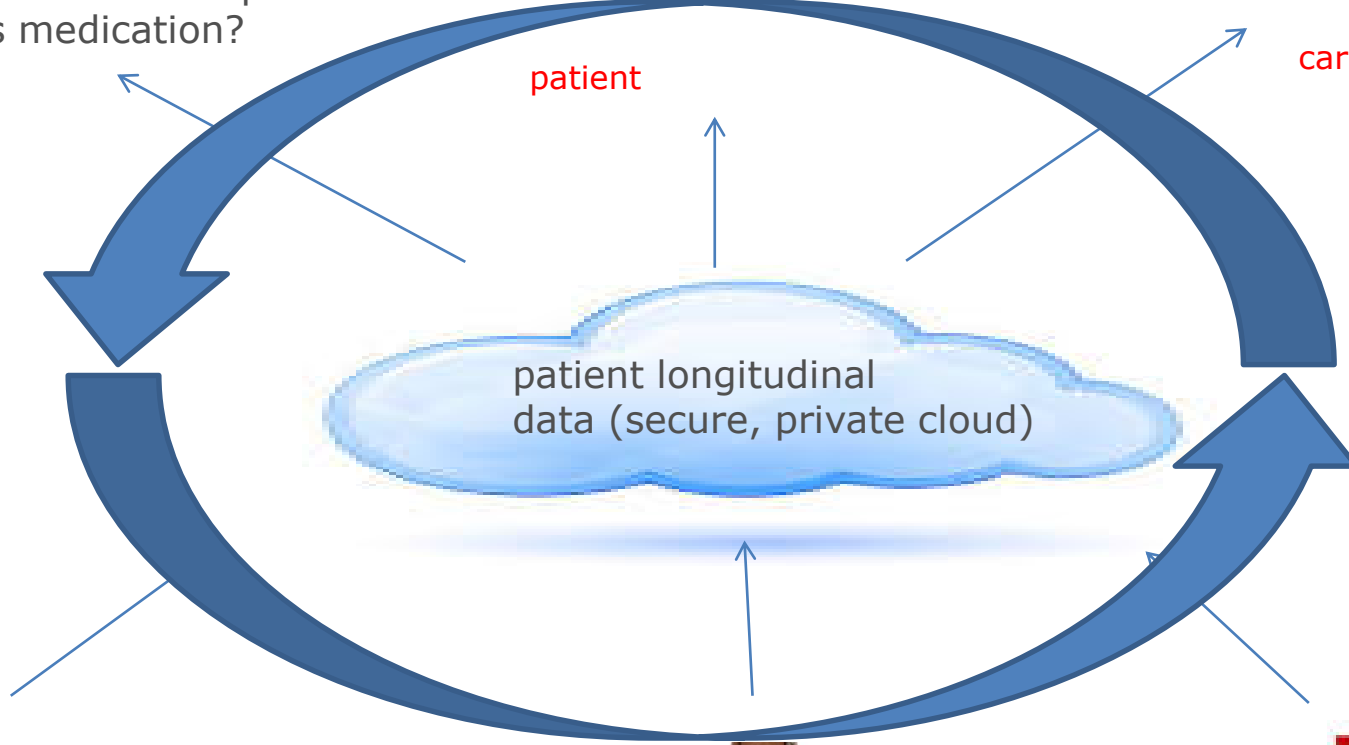 s medication?
patient
car
patient longitudinal
data (secure, private cloud)